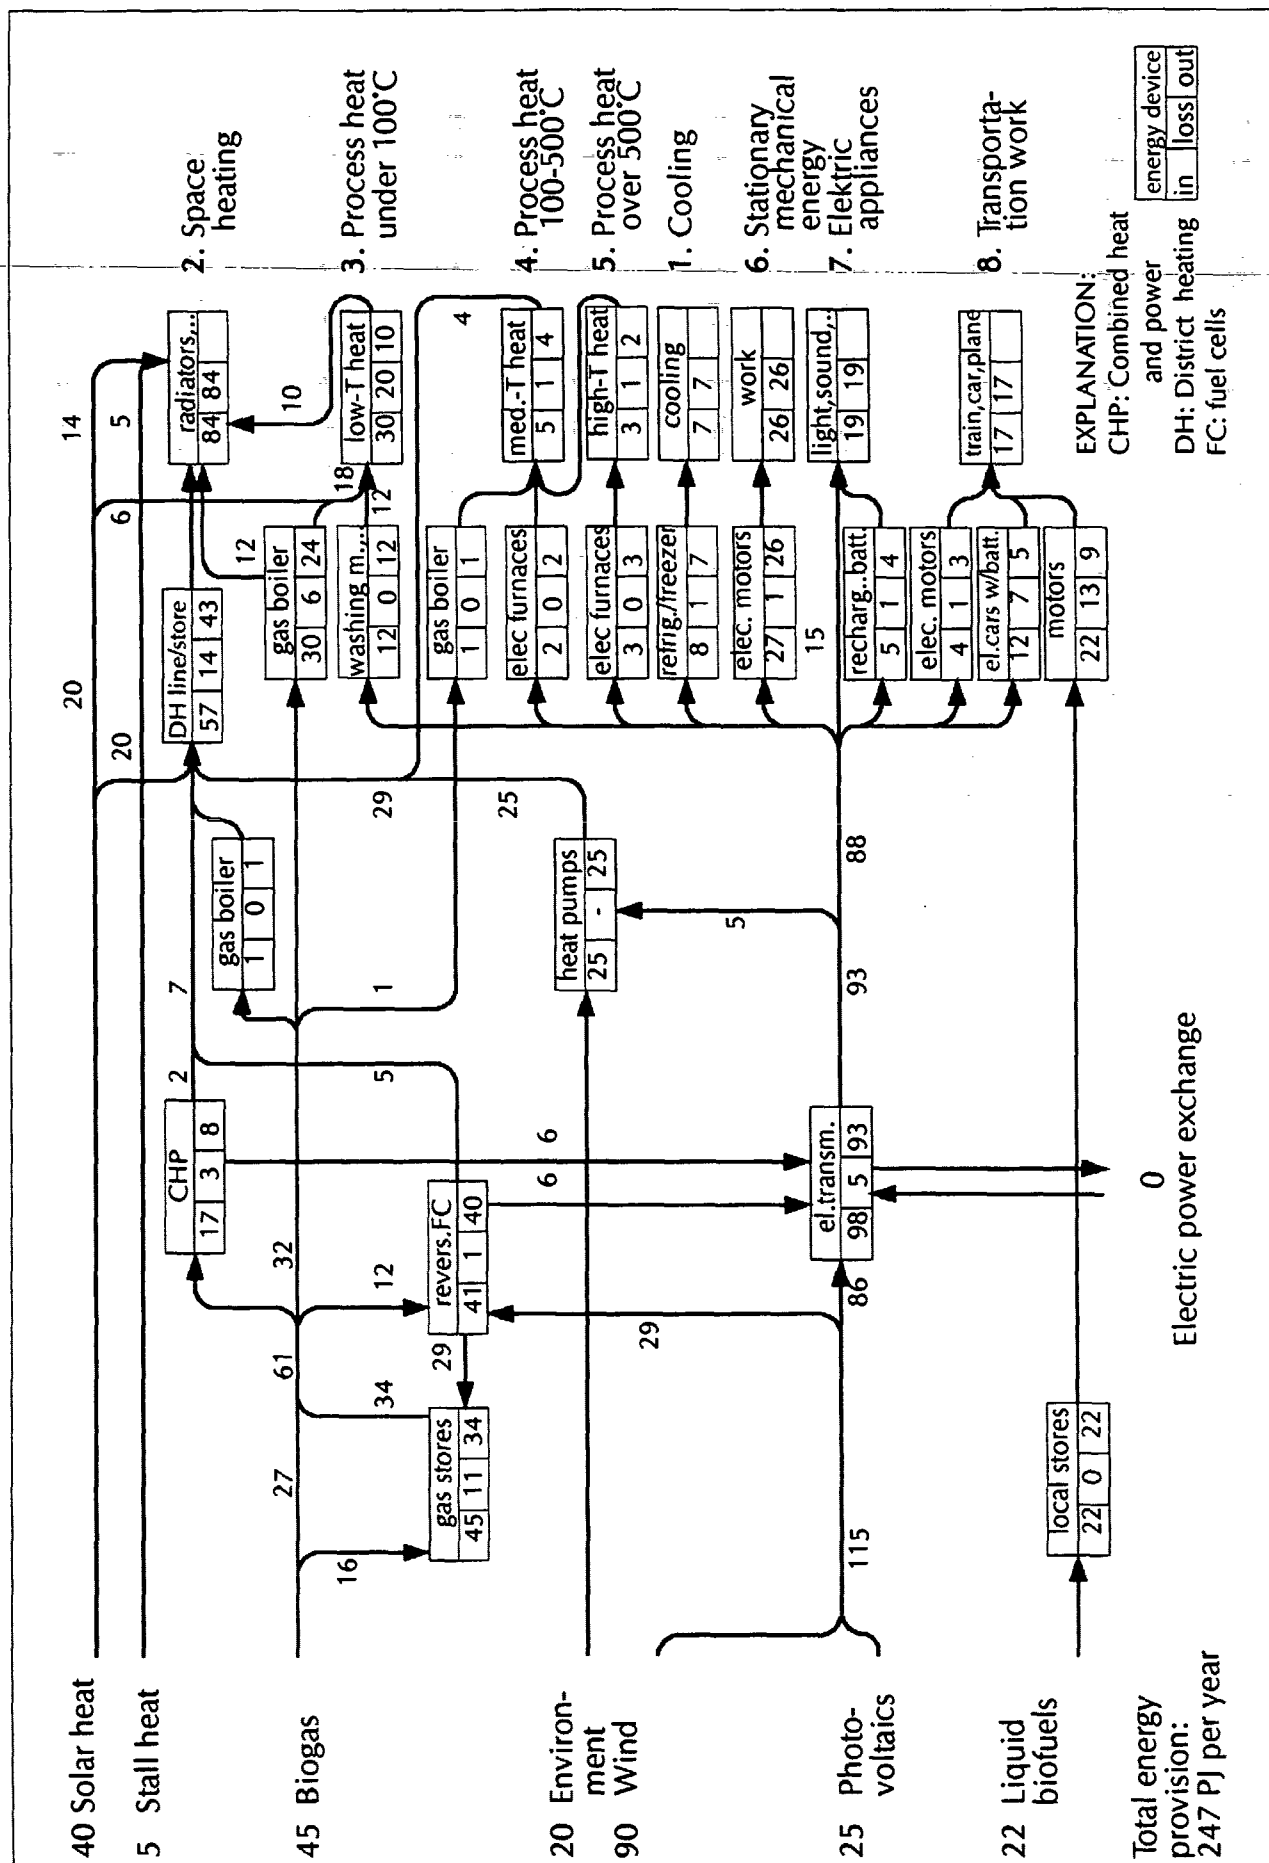 40 Solar heat
5 Stall heat
45 Biogas
20 Environ-
ment
90 Wind
25 Photo-
voltaics
22 Liquid
biofuels
Total energy
provision:
247 PJ per year
20
14
6
20
5
16
27
34
61
32
12
29
CHP
17 3 8
2
7
5
1
gas stores
45 11 34
revers.FC
41 1 40
gas boiler
1 0 1
DH line/store
57 14 43
29
25
12
10
18
12
4
radiators,..
84 84
gas boiler
30 6 24
washing m.,..
12 0 12
low-T heat
30 20 10
gas boiler
1 0 1
elec furnaces
2 0 2
med.-T heat
5 1 4
elec furnaces
3 0 3
high-T heat
3 1 2
refrig./freezer
8 1 7
cooling
7 7
elec. motors
27 1 26
work
26 26
heat pumps
25 - 25
6
6
29
115
86
el.transm.
98 5 93
93
5
88
15
light,sound,..
19 19
recharg..batt.
5 1 4
elec. motors
4 1 3
el.cars w/batt.
12 7 5
motors
22 13 9
train,car,plane
17 17
local stores
22 0 22
0
Electric power exchange
2. Space
heating
3. Process heat
under 100°C
4. Process heat
100-500°C
5. Process heat
over 500°C
1. Cooling
6. Stationary
mechanical
energy
7. Elektric
appliances
8. Transporta-
tion work
EXPLANATION:
CHP: Combined heat
and power
DH: District heating
FC: fuel cells
energy device
in loss out